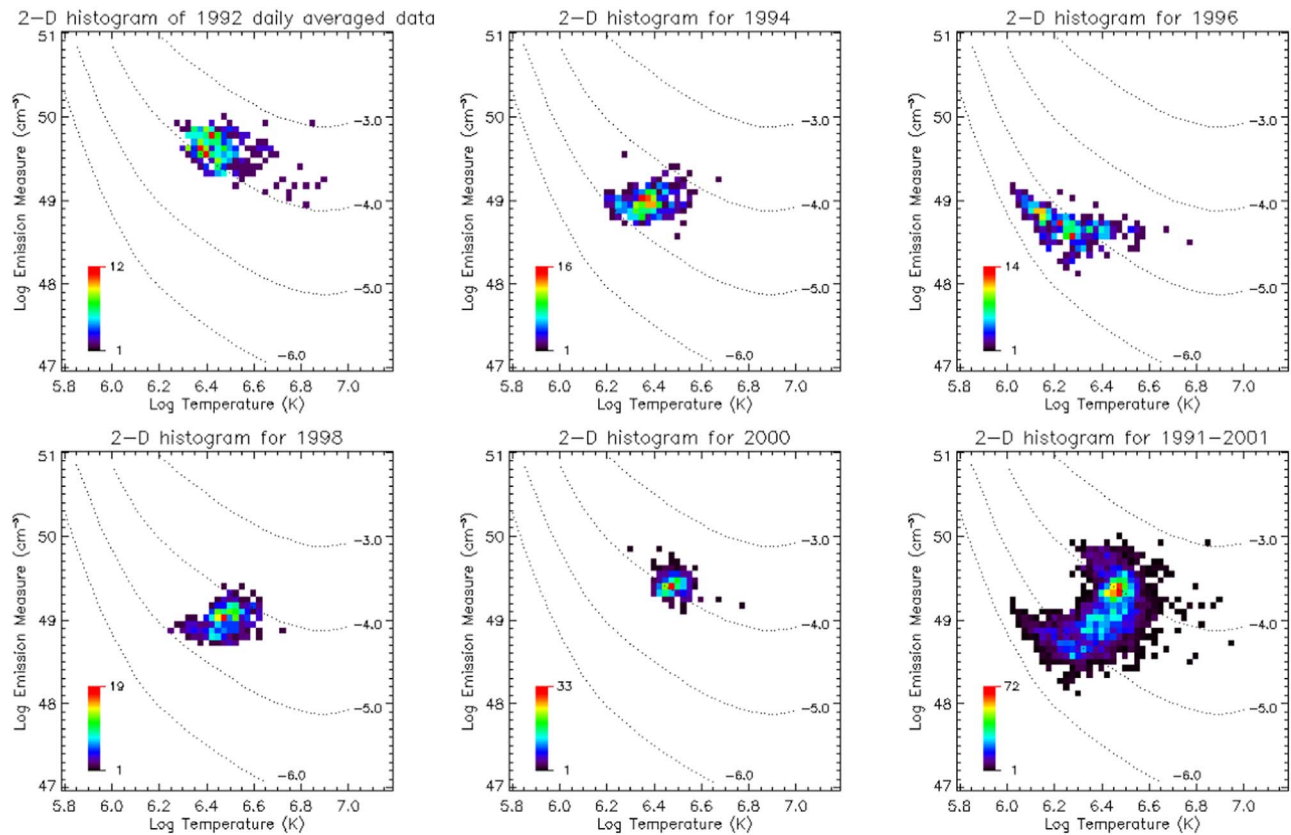 2-D histogram of 1992 daily averaged data
51
50
49
48
47
Log Emission Measure (cm⁻³)
-3.0
-4.0
-5.0
-6.0
12
1
5.8 6.0 6.2 6.4 6.6 6.8 7.0
Log Temperature (K)
2-D histogram for 1994
51
50
49
48
47
Log Emission Measure (cm⁻³)
-3.0
-4.0
-5.0
-6.0
16
1
5.8 6.0 6.2 6.4 6.6 6.8 7.0
Log Temperature (K)
2-D histogram for 1996
51
50
49
48
47
Log Emission Measure (cm⁻³)
-3.0
-4.0
-5.0
-6.0
14
1
5.8 6.0 6.2 6.4 6.6 6.8 7.0
Log Temperature (K)
2-D histogram for 1998
51
50
49
48
47
Log Emission Measure (cm⁻³)
-3.0
-4.0
-5.0
-6.0
19
1
5.8 6.0 6.2 6.4 6.6 6.8 7.0
Log Temperature (K)
2-D histogram for 2000
51
50
49
48
47
Log Emission Measure (cm⁻³)
-3.0
-4.0
-5.0
-6.0
33
1
5.8 6.0 6.2 6.4 6.6 6.8 7.0
Log Temperature (K)
2-D histogram for 1991-2001
51
50
49
48
47
Log Emission Measure (cm⁻³)
-3.0
-4.0
-5.0
-6.0
72
1
5.8 6.0 6.2 6.4 6.6 6.8 7.0
Log Temperature (K)